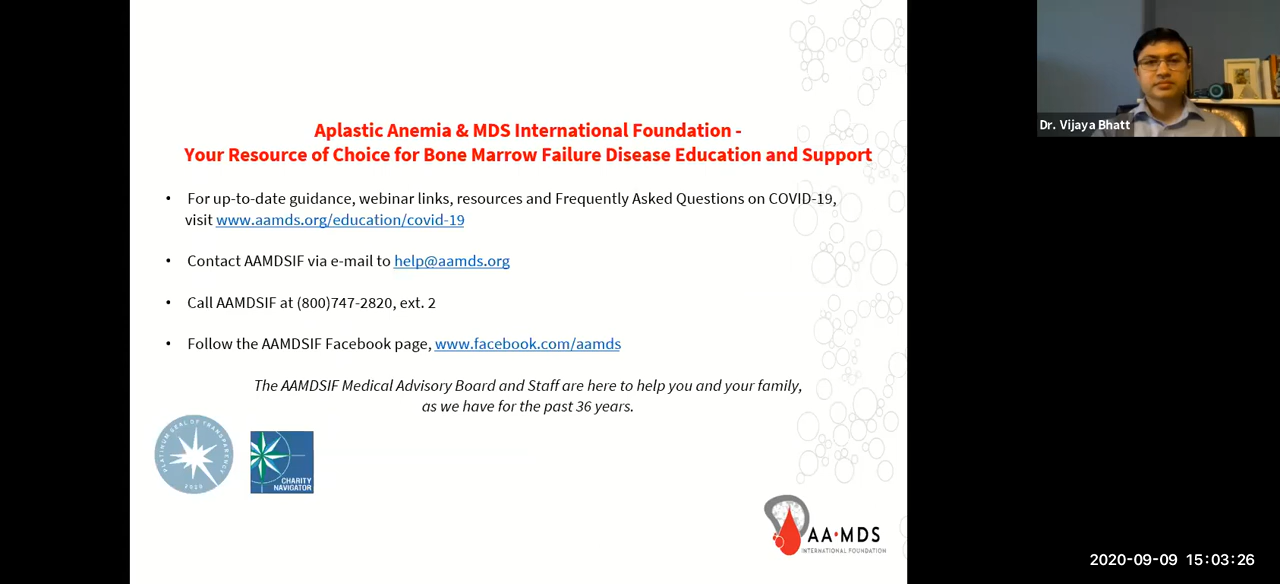 Aplastic Anemia & MDS International Foundation -
Your Resource of Choice for Bone Marrow Failure Disease Education and Support
• For up-to-date guidance, webinar links, resources and Frequently Asked Questions on COVID-19,
visit www.aamds.org/education/covid-19
• Contact AAMDSIF via e-mail to help@aamds.org
• Call AAMDSIF at (800)747-2820, ext. 2
• Follow the AAMDSIF Facebook page, www.facebook.com/aamds
The AAMDSIF Medical Advisory Board and Staff are here to help you and your family,
as we have for the past 36 years.
PLATINUM SEAL OF TRANSPARENCY
2020
CHARITY
NAVIGATOR
AA•MDS
INTERNATIONAL FOUNDATION
Dr. Vijaya Bhatt
2020-09-09 15:03:26